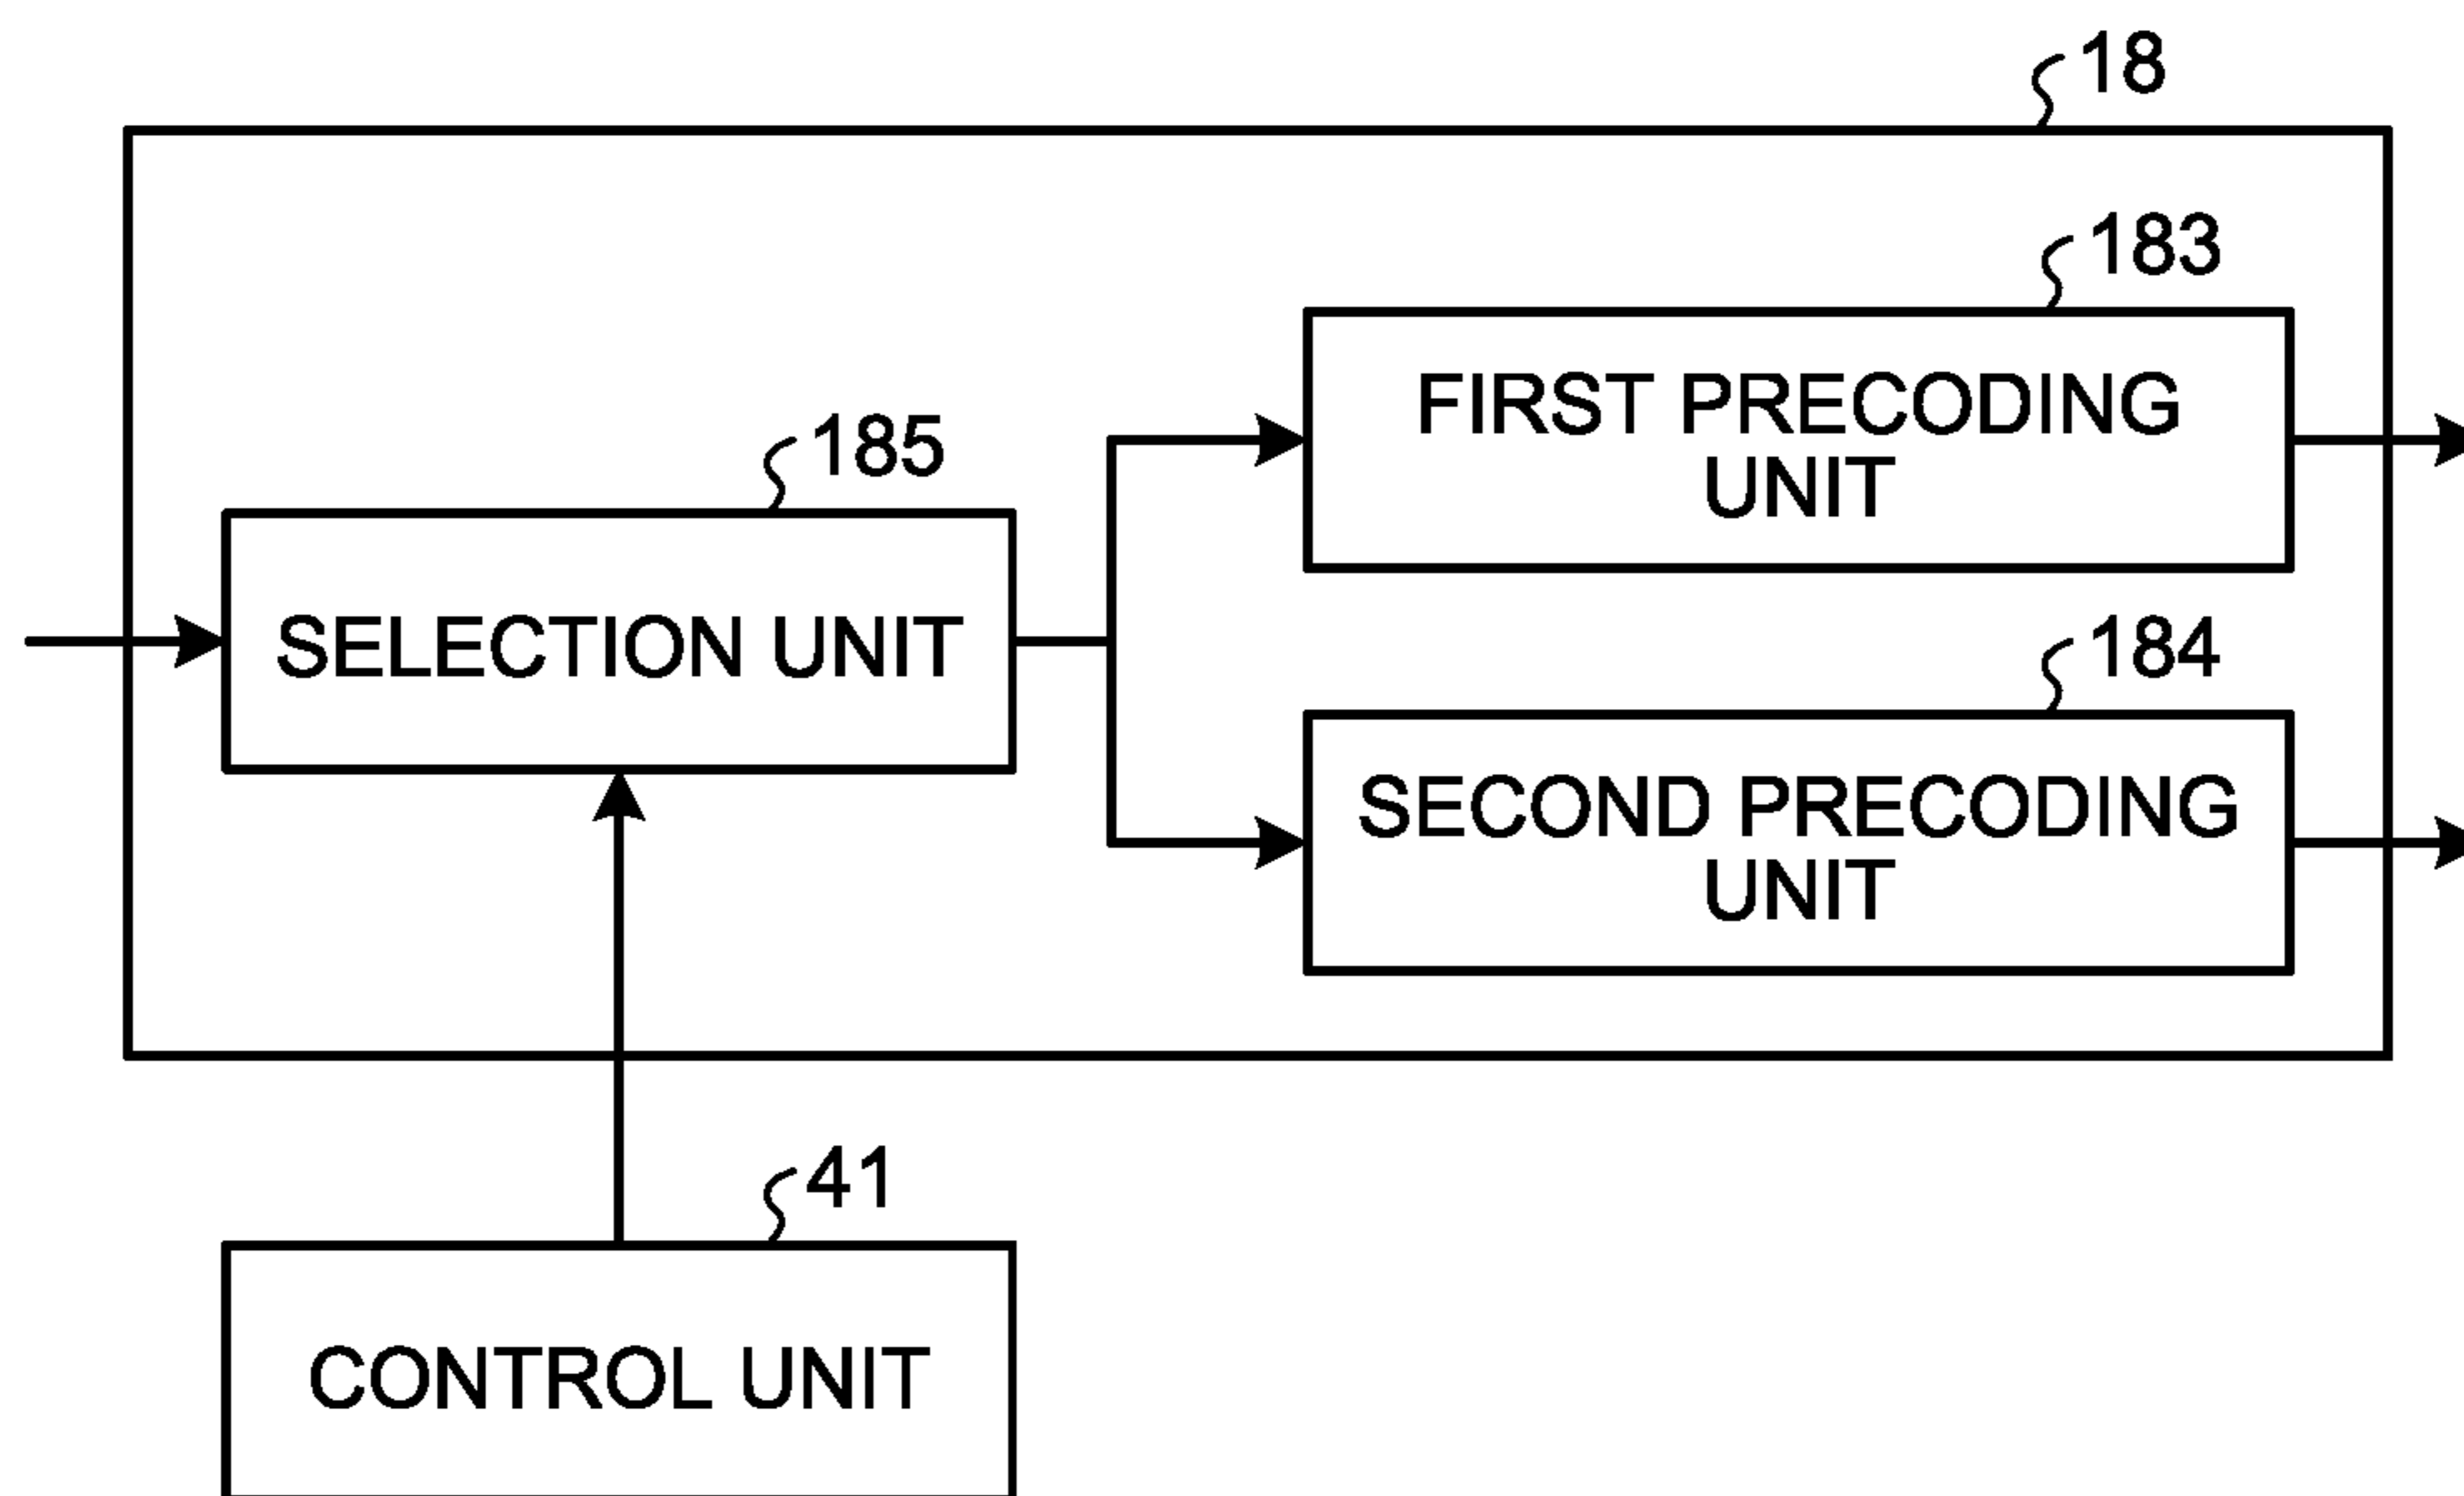 18
183
FIRST PRECODING
UNIT
185
SELECTION UNIT
184
SECOND PRECODING
UNIT
41
CONTROL UNIT